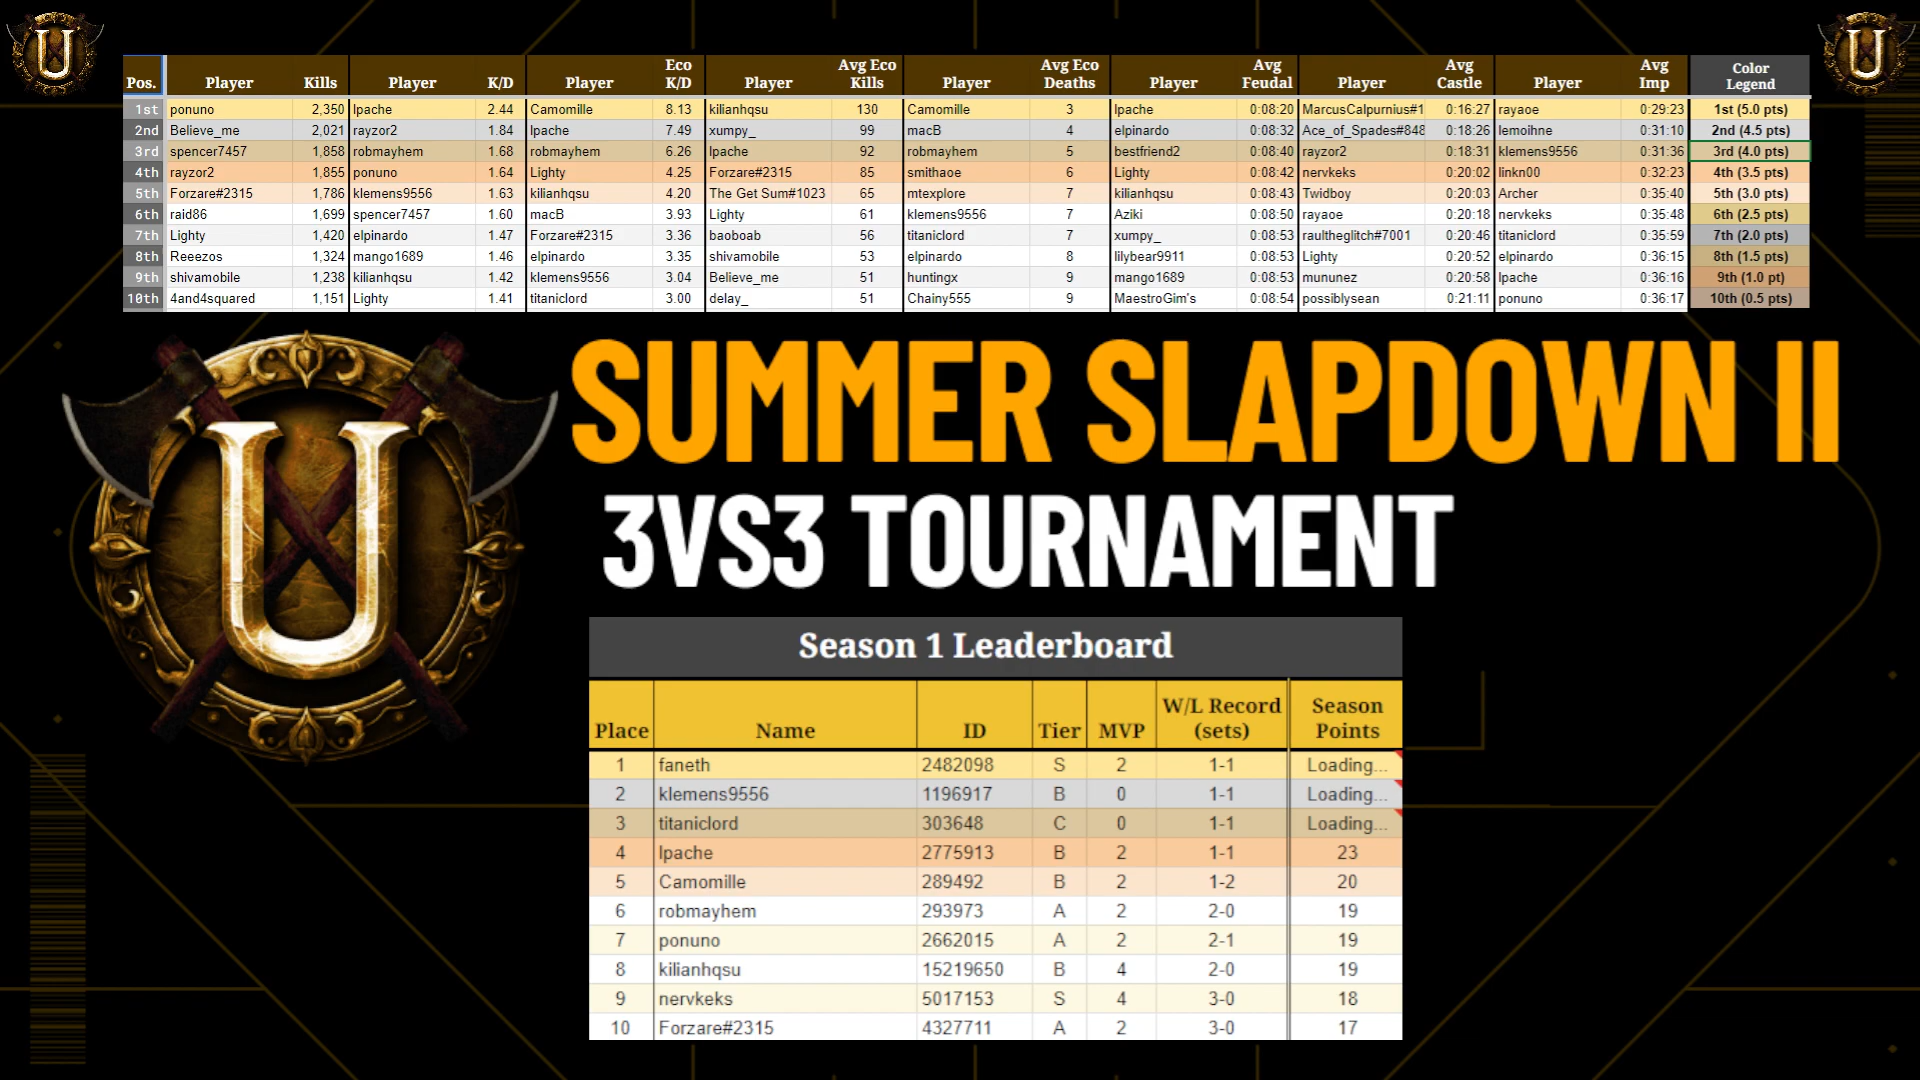 U
U
Pos. Player Kills Player K/D Player Eco K/D Player Avg Eco Kills Player Avg Eco Deaths Player Avg Feudal Player Avg Castle Player Avg Imp Color Legend
1st ponuno 2,350 lpache 2.44 Camomille 8.13 kilianhqsu 130 Camomille 3 lpache 0:08:20 MarcusCalpurnius#1 0:16:27 rayaoe 0:29:23 1st (5.0 pts)
2nd Believe_me 2,021 rayzor2 1.84 lpache 7.49 xumpy_ 99 macB 4 elpinardo 0:08:32 Ace_of_Spades#848 0:18:26 lemoihne 0:31:10 2nd (4.5 pts)
3rd spencer7457 1,858 robmayhem 1.68 robmayhem 6.26 lpache 92 robmayhem 5 bestfriend2 0:08:40 rayzor2 0:18:31 klemens9556 0:31:36 3rd (4.0 pts)
4th rayzor2 1,855 ponuno 1.64 Lighty 4.25 Forzare#2315 85 smithaoe 6 Lighty 0:08:42 nervkeks 0:20:02 linkn00 0:32:23 4th (3.5 pts)
5th Forzare#2315 1,786 klemens9556 1.63 kilianhqsu 4.20 The Get Sum#1023 65 mtexplore 7 kilianhqsu 0:08:43 Twidboy 0:20:03 Archer 0:35:40 5th (3.0 pts)
6th raid86 1,699 spencer7457 1.60 macB 3.93 Lighty 61 klemens9556 7 Aziki 0:08:50 rayaoe 0:20:18 nervkeks 0:35:48 6th (2.5 pts)
7th Lighty 1,420 elpinardo 1.47 Forzare#2315 3.36 baoboab 56 titaniclord 7 xumpy_ 0:08:53 raultheglitch#7001 0:20:46 titaniclord 0:35:59 7th (2.0 pts)
8th Reeezos 1,324 mango1689 1.46 elpinardo 3.35 shivamobile 53 elpinardo 8 lilybear9911 0:08:53 Lighty 0:20:52 elpinardo 0:36:15 8th (1.5 pts)
9th shivamobile 1,238 kilianhqsu 1.42 klemens9556 3.04 Believe_me 51 huntingx 9 mango1689 0:08:53 mununez 0:20:58 lpache 0:36:16 9th (1.0 pt)
10th 4and4squared 1,151 Lighty 1.41 titaniclord 3.00 delay_ 51 Chainy555 9 MaestroGim's 0:08:54 possiblysean 0:21:11 ponuno 0:36:17 10th (0.5 pts)
U
SUMMER SLAPDOWN II
3VS3 TOURNAMENT
Season 1 Leaderboard
Place Name ID Tier MVP W/L Record (sets) Season Points
1 faneth 2482098 S 2 1-1 Loading...
2 klemens9556 1196917 B 0 1-1 Loading...
3 titaniclord 303648 C 0 1-1 Loading...
4 lpache 2775913 B 2 1-1 23
5 Camomille 289492 B 2 1-2 20
6 robmayhem 293973 A 2 2-0 19
7 ponuno 2662015 A 2 2-1 19
8 kilianhqsu 15219650 B 4 2-0 19
9 nervkeks 5017153 S 4 3-0 18
10 Forzare#2315 4327711 A 2 3-0 17